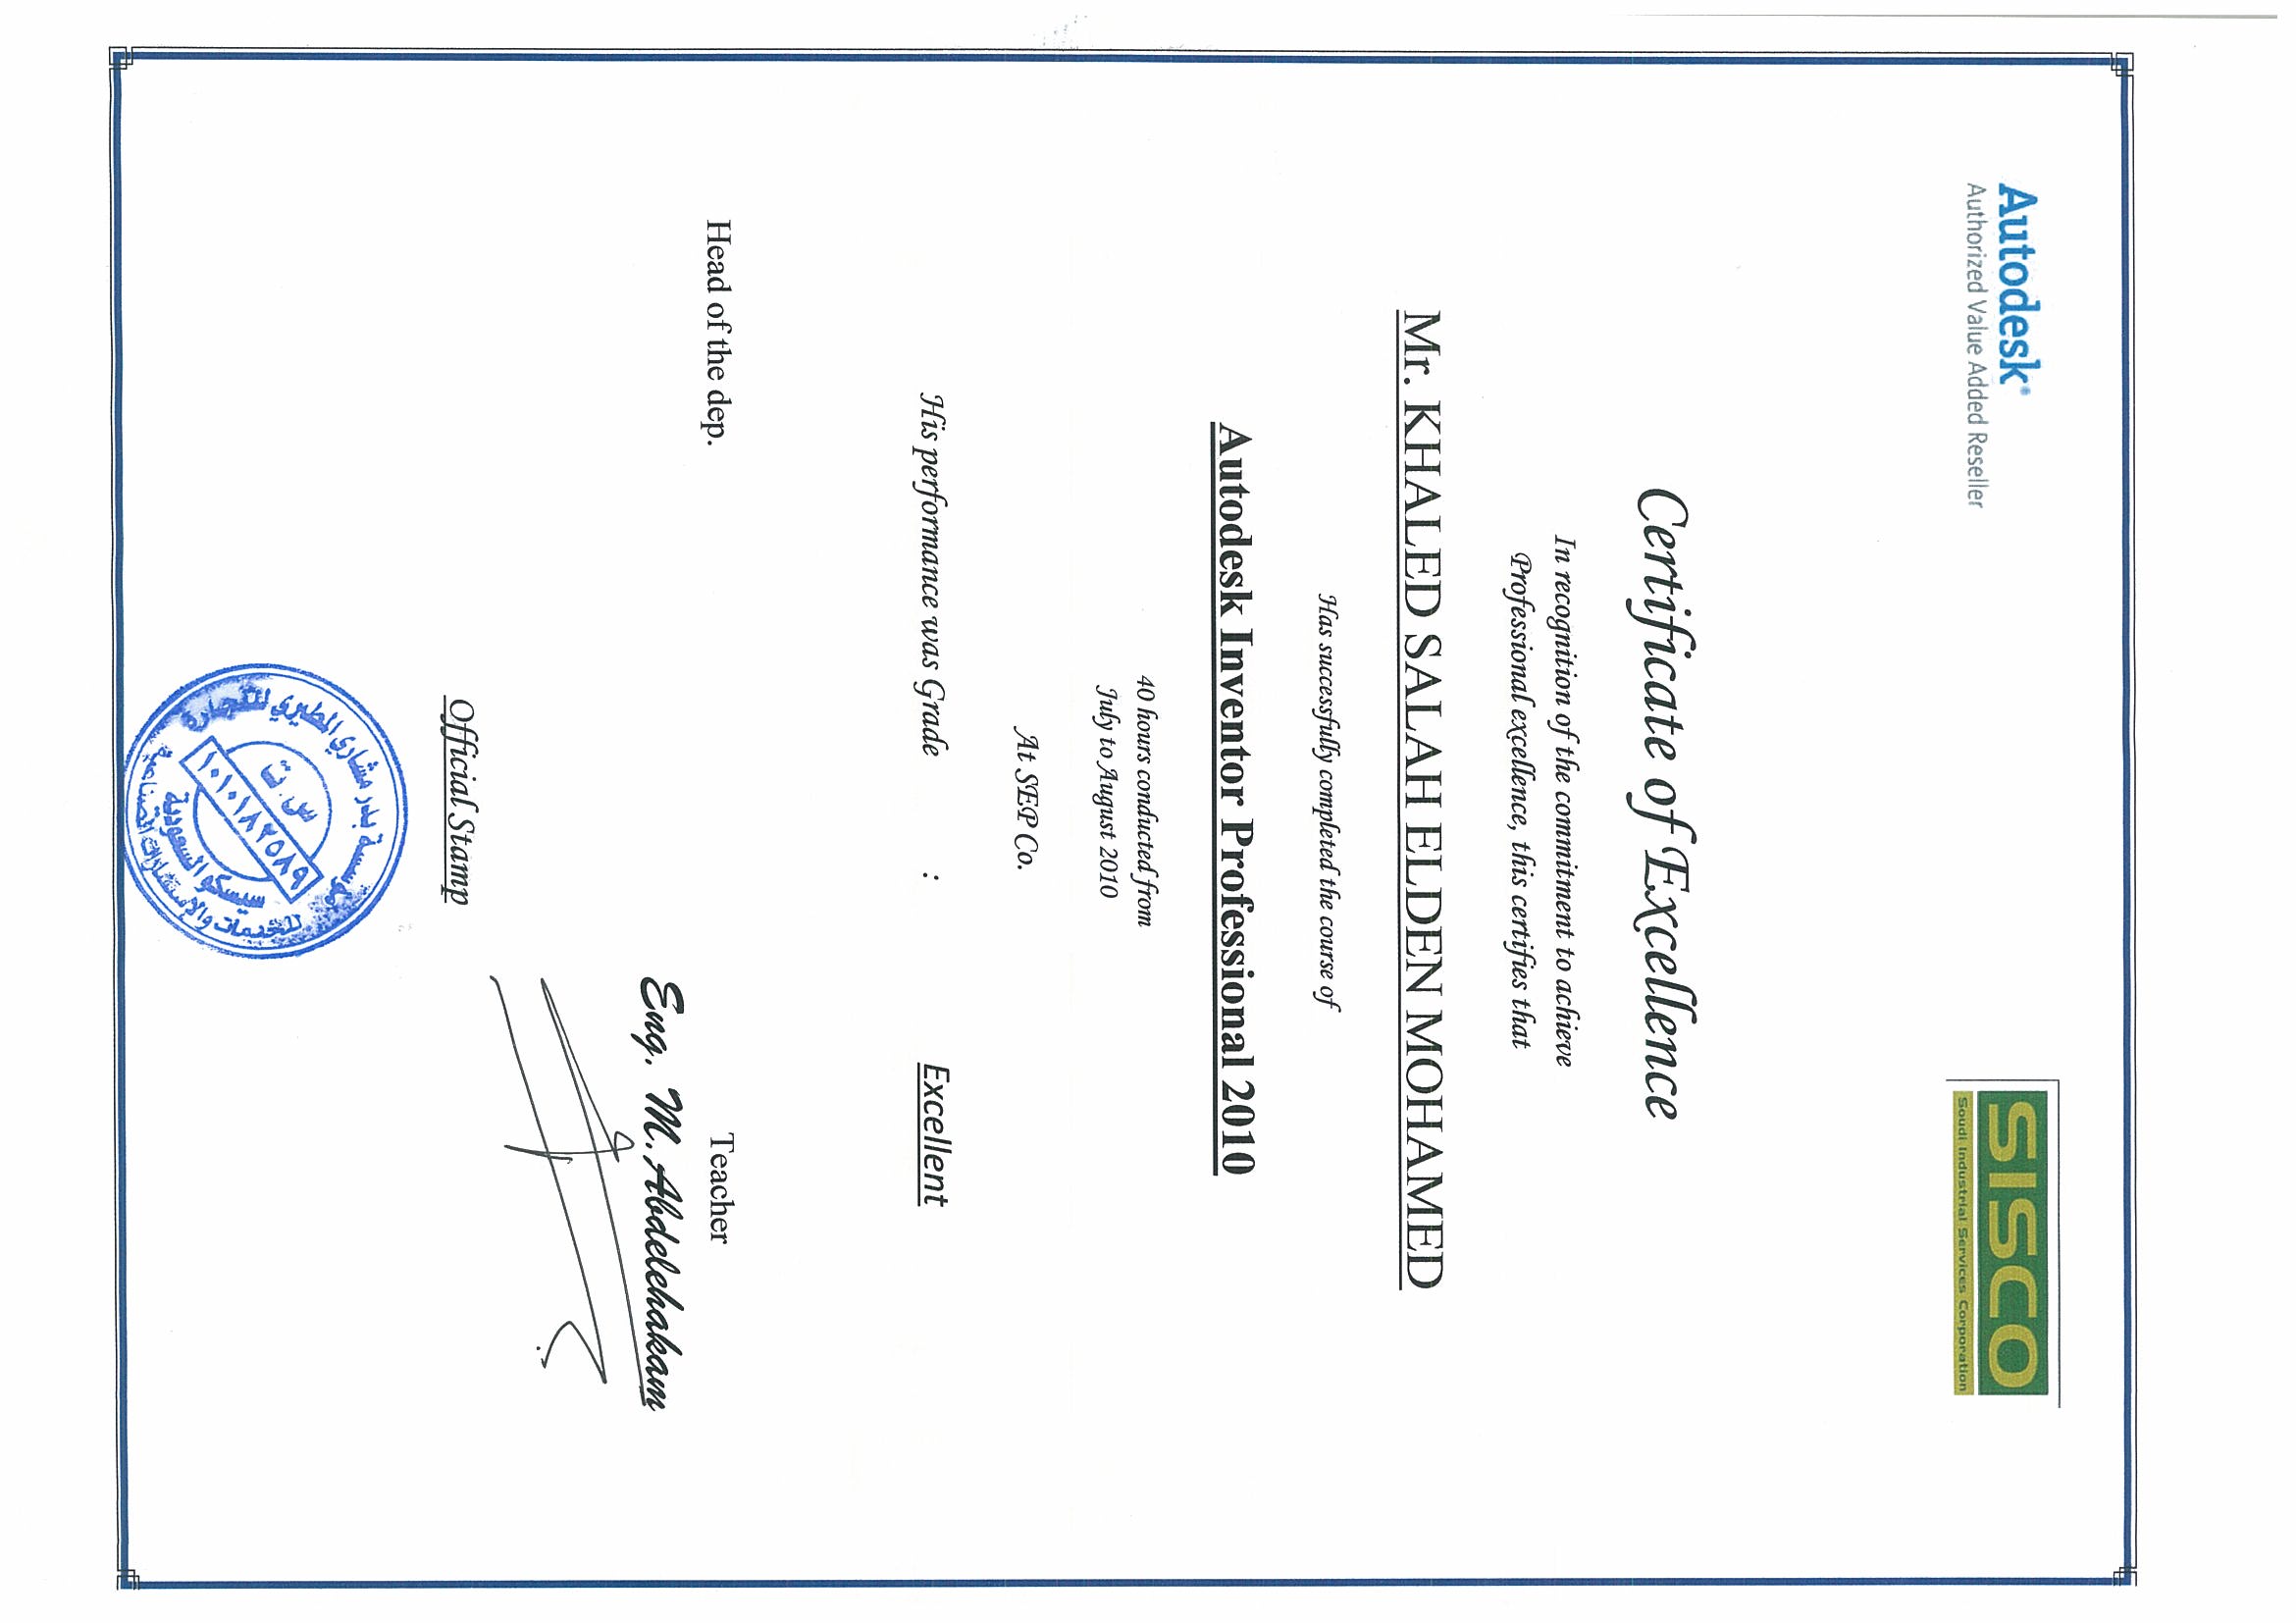 Autodesk®
Authorized Value Added Reseller
SISCO
Soudi Industrial Services Corporation
Certificate of Excellence
In recognition of the commitment to achieve
Professional excellence, this certifies that
Mr. KHALED SALAH ELDEN MOHAMED
Has successfully completed the course of
Autodesk Inventor Professional 2010
40 hours conducted from
July to August 2010
At SEP Co.
His performance was Grade : Excellent
Head of the dep.
Teacher
Eng. M. Abdelehakam
Official Stamp
مؤسسة بدر مشاري المطيري للتجارة
س.ت
١٠١٠١٨٢٥٨٩
سيسكو السعودية
للخدمات والإستشارات الصناعية